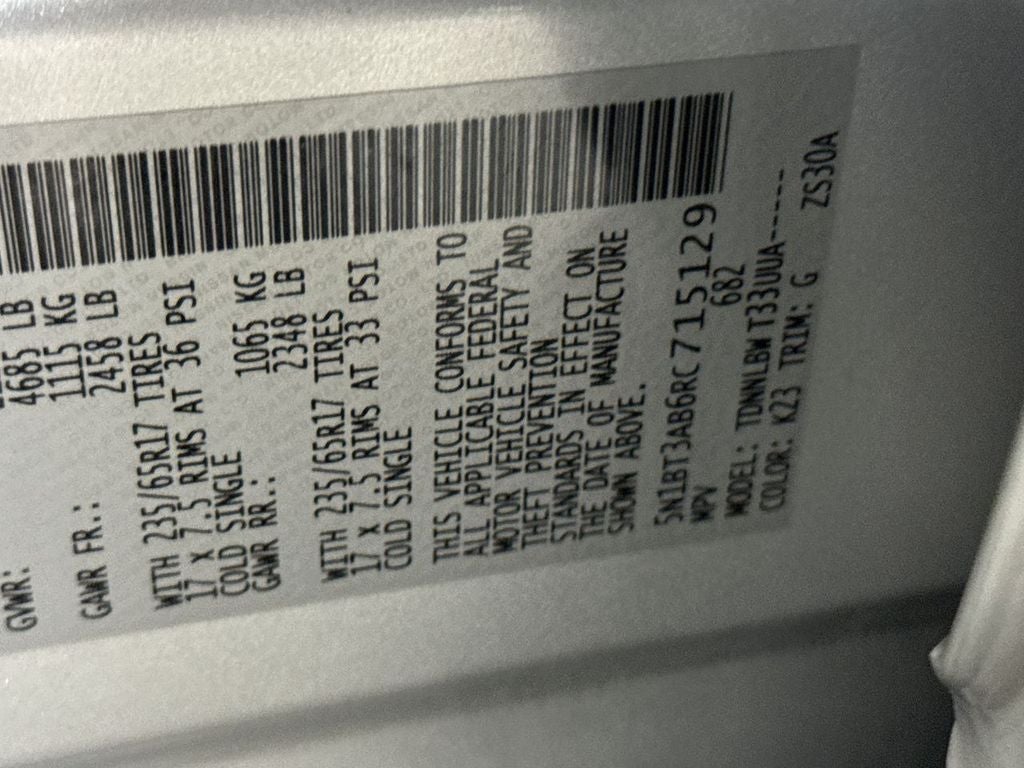 GVWR:
4685 LB
1115 KG
GAWR FR.: 2458 LB
WITH 235/65R17 TIRES
17 X 7.5 RIMS AT 36 PSI
COLD SINGLE 1065 KG
GAWR RR.: 2348 LB
WITH 235/65R17 TIRES
17 X 7.5 RIMS AT 33 PSI
COLD SINGLE
THIS VEHICLE CONFORMS TO
ALL APPLICABLE FEDERAL
MOTOR VEHICLE SAFETY AND
THEFT PREVENTION
STANDARDS IN EFFECT ON
THE DATE OF MANUFACTURE
SHOWN ABOVE.
5N1BT3AB6RC715129
MPV 682
MODEL: TDNNLBW T33UUA-----
COLOR: K23 TRIM: G ZS30A